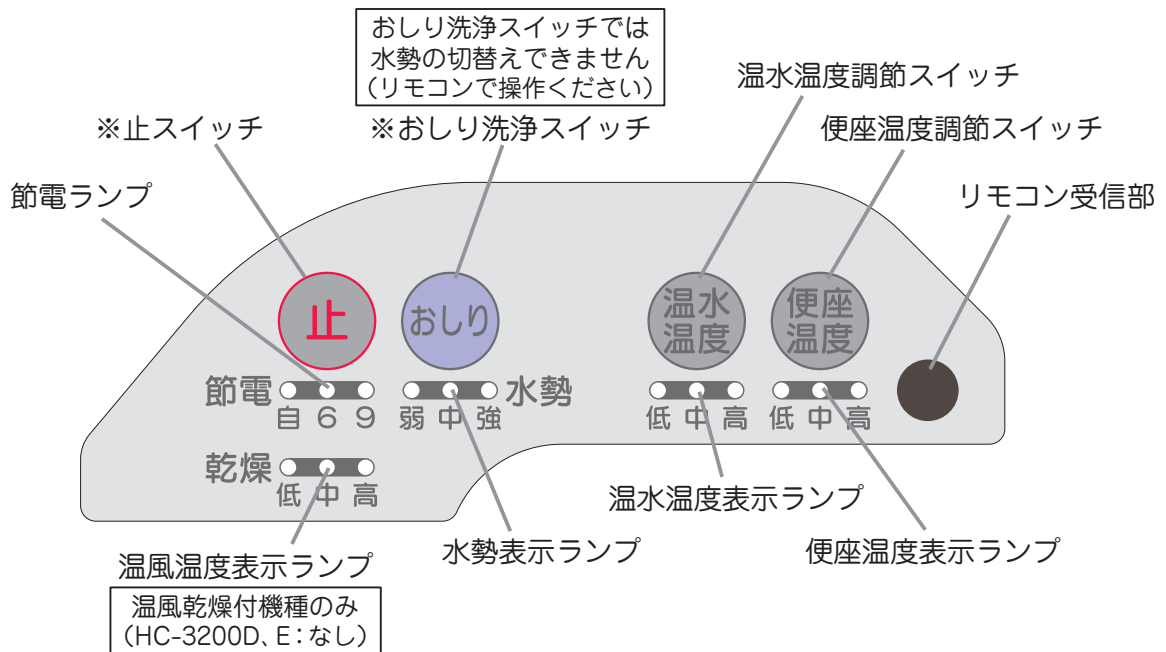 おしり洗浄スイッチでは
水勢の切替えできません
（リモコンで操作ください）
温水温度調節スイッチ
※止スイッチ
※おしり洗浄スイッチ
便座温度調節スイッチ
節電ランプ
リモコン受信部
止
おしり
温水
温度
便座
温度
節電
自 6 9
弱 中 強
水勢
低 中 高
低 中 高
乾燥
低 中 高
温水温度表示ランプ
温風温度表示ランプ
水勢表示ランプ
便座温度表示ランプ
温風乾燥付機種のみ
（HC-3200D、E：なし）